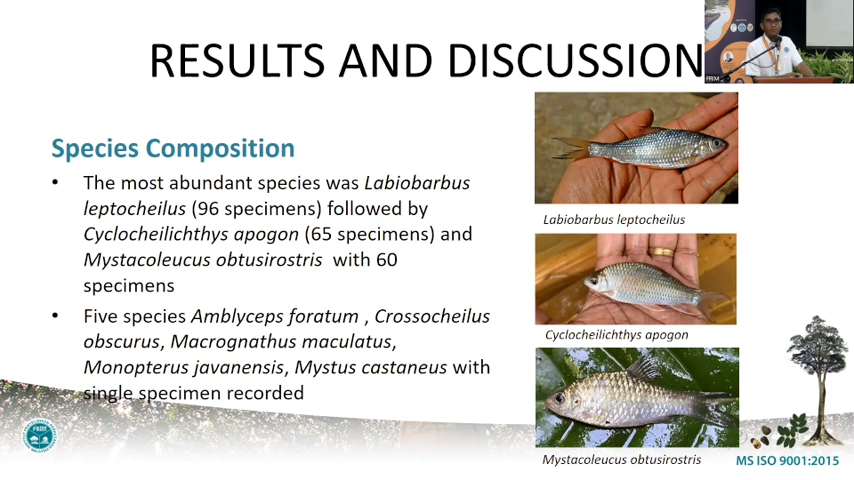 RESULTS AND DISCUSSION
FRIM
Species Composition
• The most abundant species was Labiobarbus
leptocheilus (96 specimens) followed by
Cyclocheilichthys apogon (65 specimens) and
Mystacoleucus obtusirostris with 60
specimens
• Five species Amblyceps foratum , Crossocheilus
obscurus, Macrognathus maculatus,
Monopterus javanensis, Mystus castaneus with
single specimen recorded
Labiobarbus leptocheilus
Cyclocheilichthys apogon
Mystacoleucus obtusirostris
FRIM
MS ISO 9001:2015